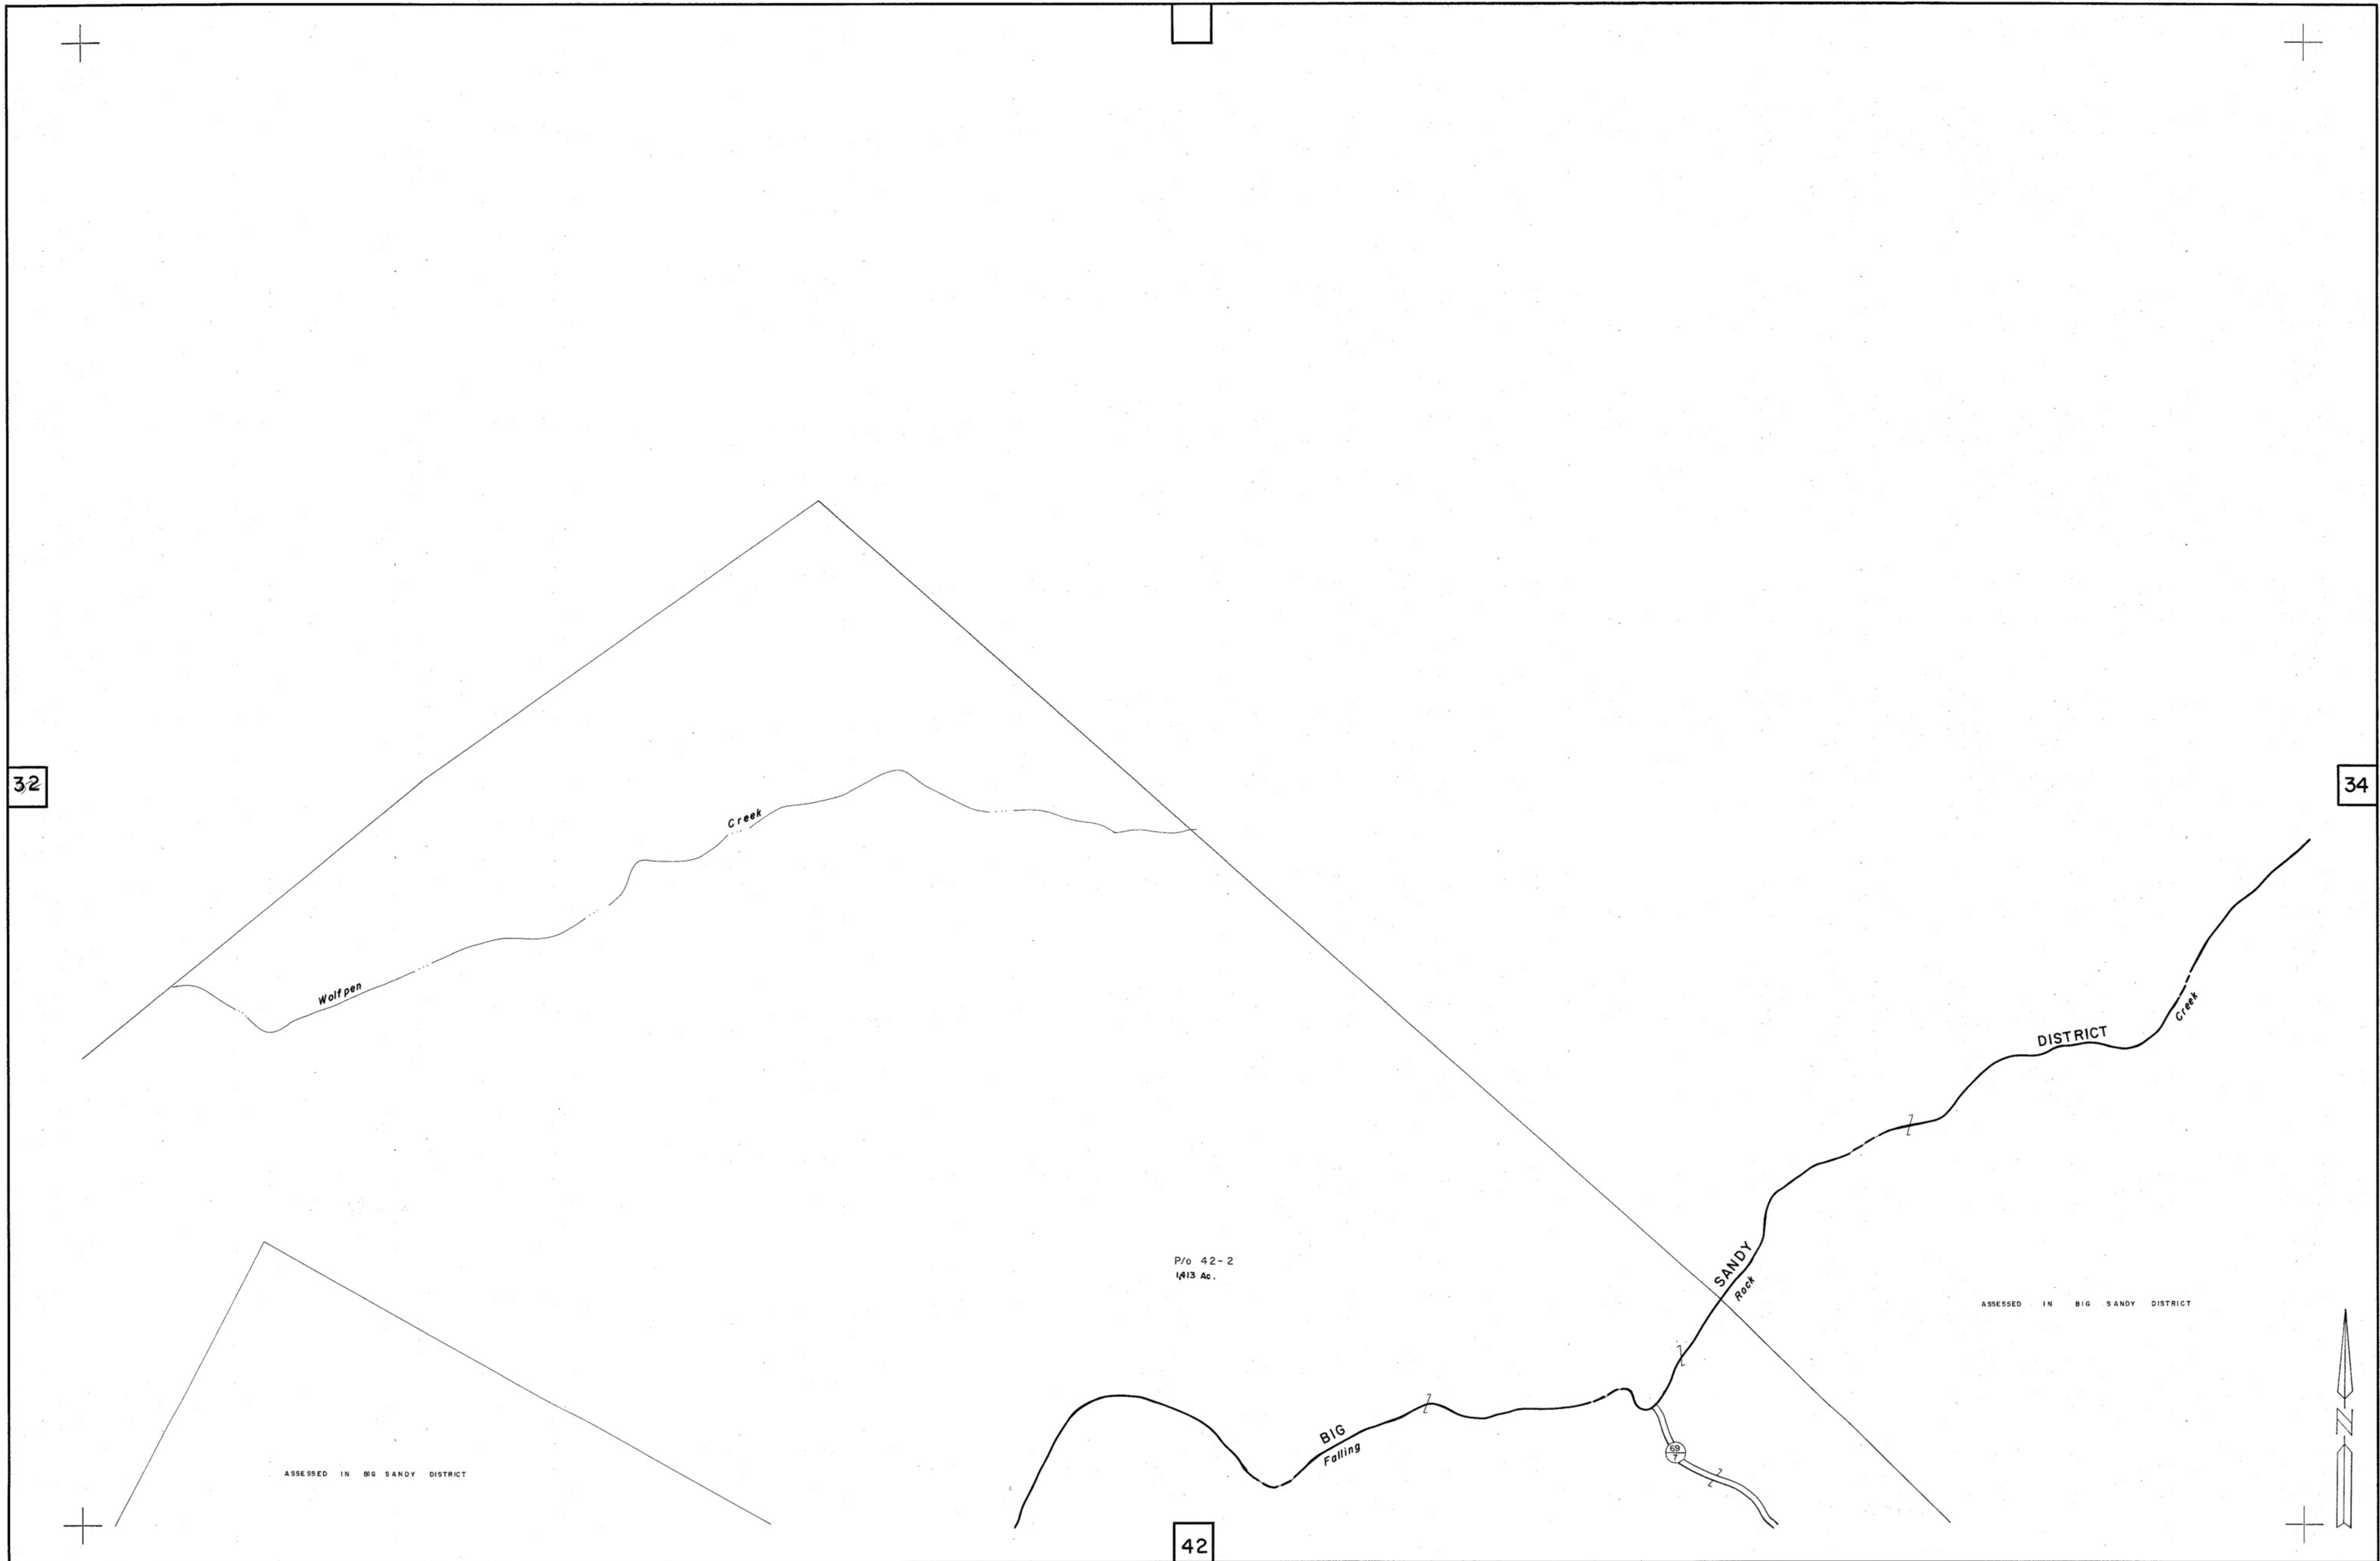 32
34
Creek
Wolfpen
Creek
DISTRICT
SANDY
Rock
P/o 42-2
1,413 Ac.
ASSESSED IN BIG SANDY DISTRICT
N
BIG
Falling
69
7
ASSESSED IN BIG SANDY DISTRICT
42